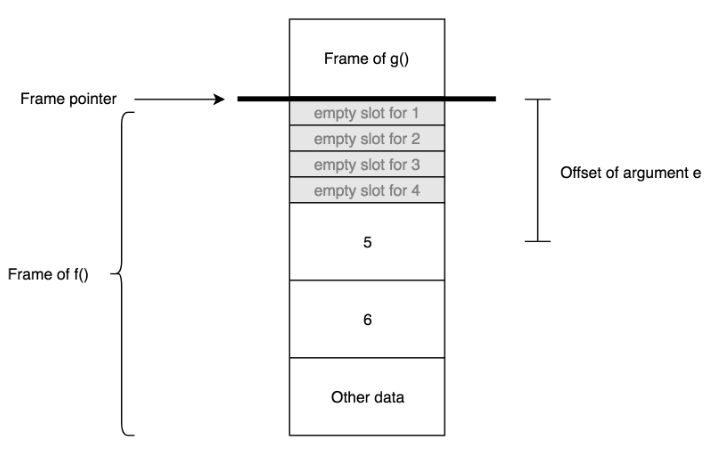 Frame of g()
Frame pointer
empty slot for 1
empty slot for 2
empty slot for 3
empty slot for 4
Offset of argument e
5
Frame of f()
6
Other data